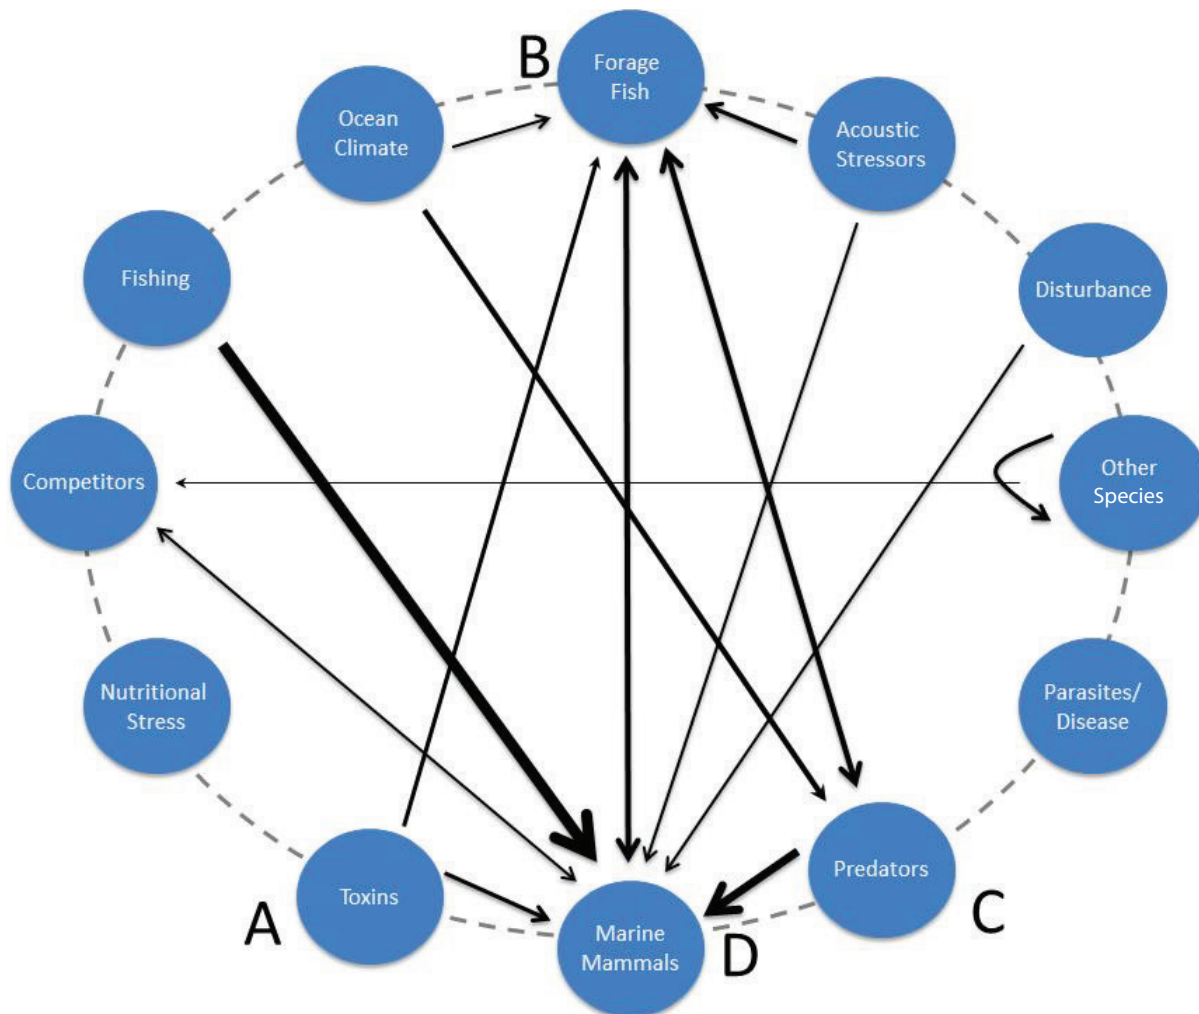 B
Forage
Fish
Ocean
Climate
Acoustic
Stressors
Fishing
Disturbance
Competitors
Other
Species
Nutritional
Stress
Parasites/
Disease
Toxins
Predators
A
C
Marine
Mammals
D